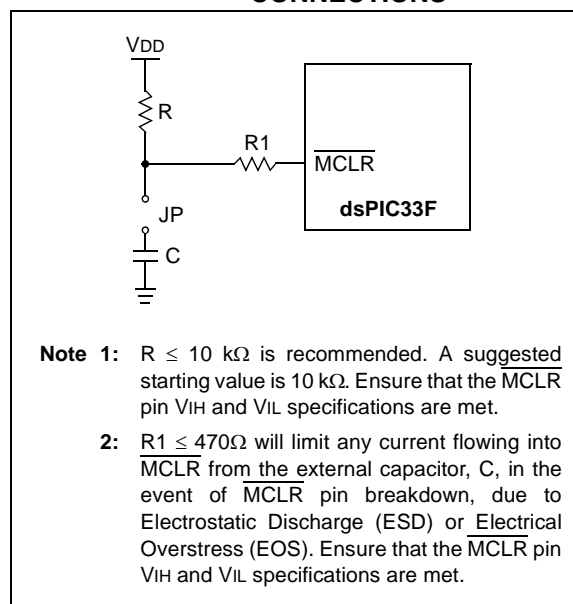 CONNECTIONS
VDD
R
R1
MCLR
JP
dsPIC33F
C
Note 1: R ≤ 10 kΩ is recommended. A suggested
starting value is 10 kΩ. Ensure that the MCLR
pin VIH and VIL specifications are met.
2: R1 ≤ 470Ω will limit any current flowing into
MCLR from the external capacitor, C, in the
event of MCLR pin breakdown, due to
Electrostatic Discharge (ESD) or Electrical
Overstress (EOS). Ensure that the MCLR pin
VIH and VIL specifications are met.